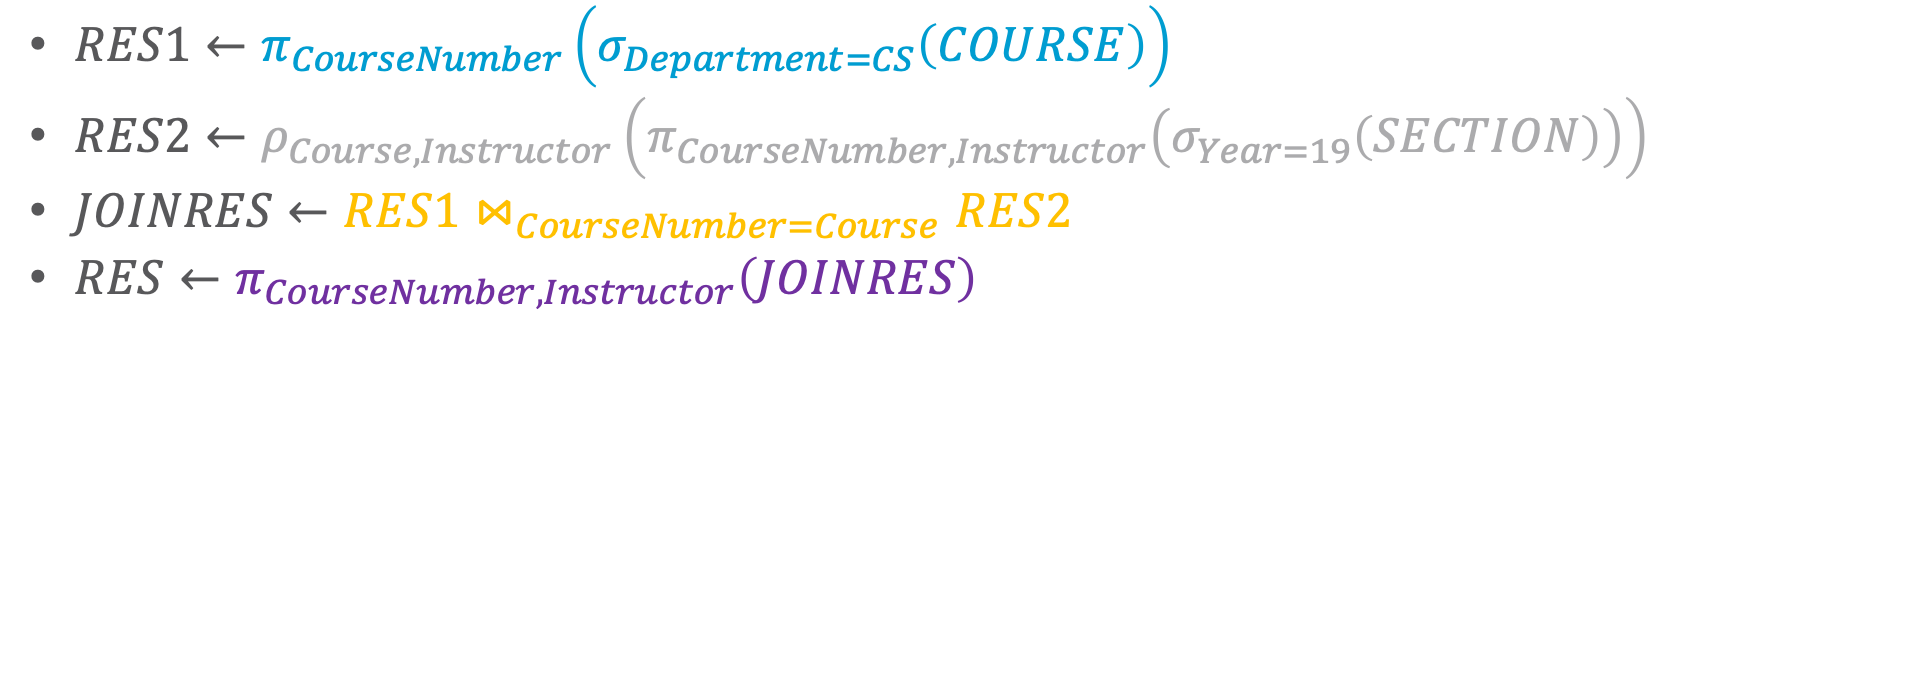 • RES1 ← π_CourseNumber (σ_Department=CS(COURSE))
• RES2 ← ρ_Course,Instructor (π_CourseNumber,Instructor(σ_Year=19(SECTION)))
• JOINRES ← RES1 ⋈_CourseNumber=Course RES2
• RES ← π_CourseNumber,Instructor(JOINRES)